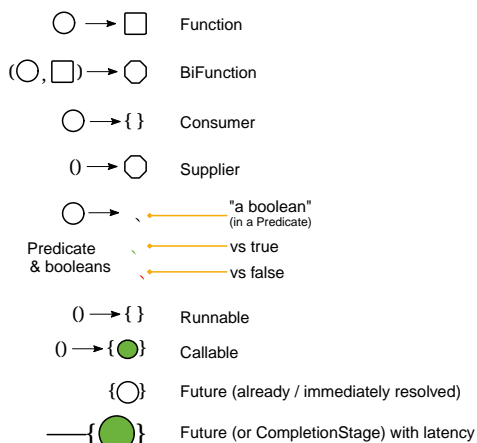 Function
( , ) BiFunction
{ } Consumer
() Supplier
"a boolean"
(in a Predicate)
Predicate
& booleans
vs true
vs false
() { } Runnable
() { } Callable
{ } Future (already / immediately resolved)
{ } Future (or CompletionStage) with latency